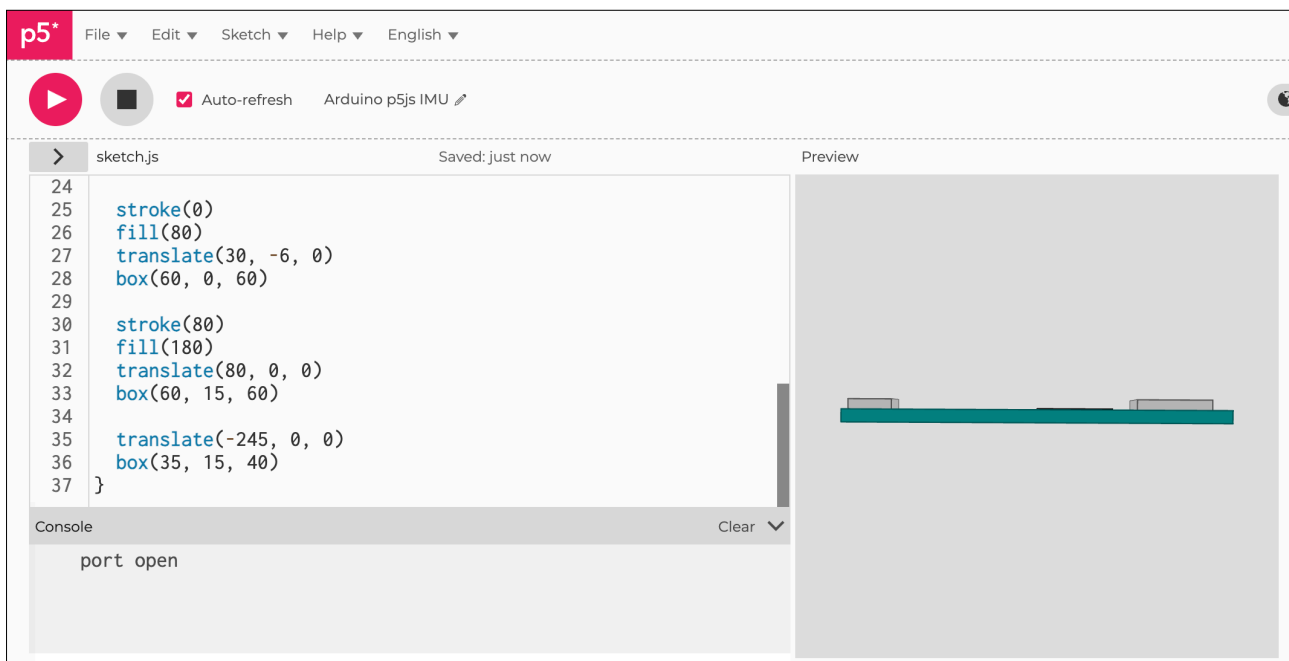 p5*
File Edit Sketch Help English
Auto-refresh Arduino p5js IMU
sketch.js Saved: just now Preview
24
25 stroke(0)
26 fill(80)
27 translate(30, -6, 0)
28 box(60, 0, 60)
29
30 stroke(80)
31 fill(180)
32 translate(80, 0, 0)
33 box(60, 15, 60)
34
35 translate(-245, 0, 0)
36 box(35, 15, 40)
37 }
Console Clear
port open